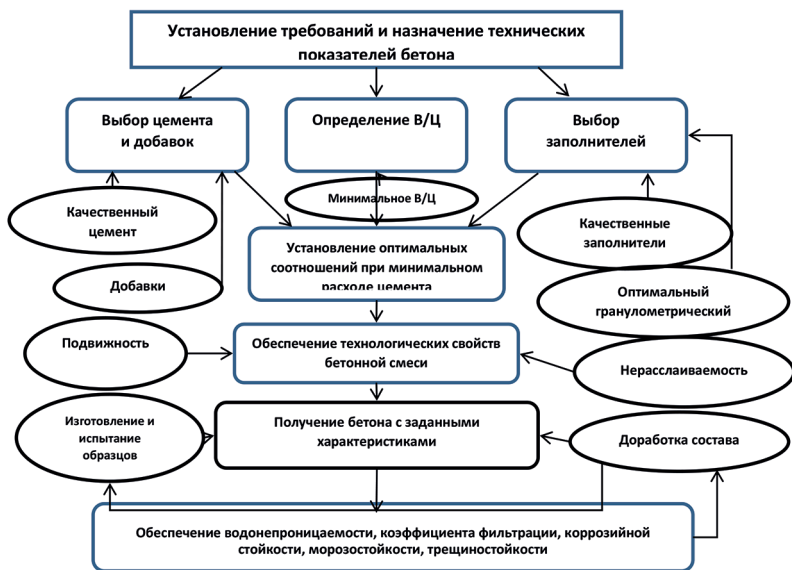 Установление требований и назначение технических
показателей бетона
Выбор цемента
и добавок
Определение В/Ц
Выбор
заполнителей
Минимальное В/Ц
Качественный
цемент
Качественные
заполнители
Установление оптимальных
соотношений при минимальном
расходе цемента
Добавки
Оптимальный
гранулометрический
Подвижность
Обеспечение технологических свойств
бетонной смеси
Нерасслаиваемость
Изготовление и
испытание
образцов
Получение бетона с заданными
характеристиками
Доработка состава
Обеспечение водонепроницаемости, коэффициента фильтрации, коррозийной
стойкости, морозостойкости, трещиностойкости